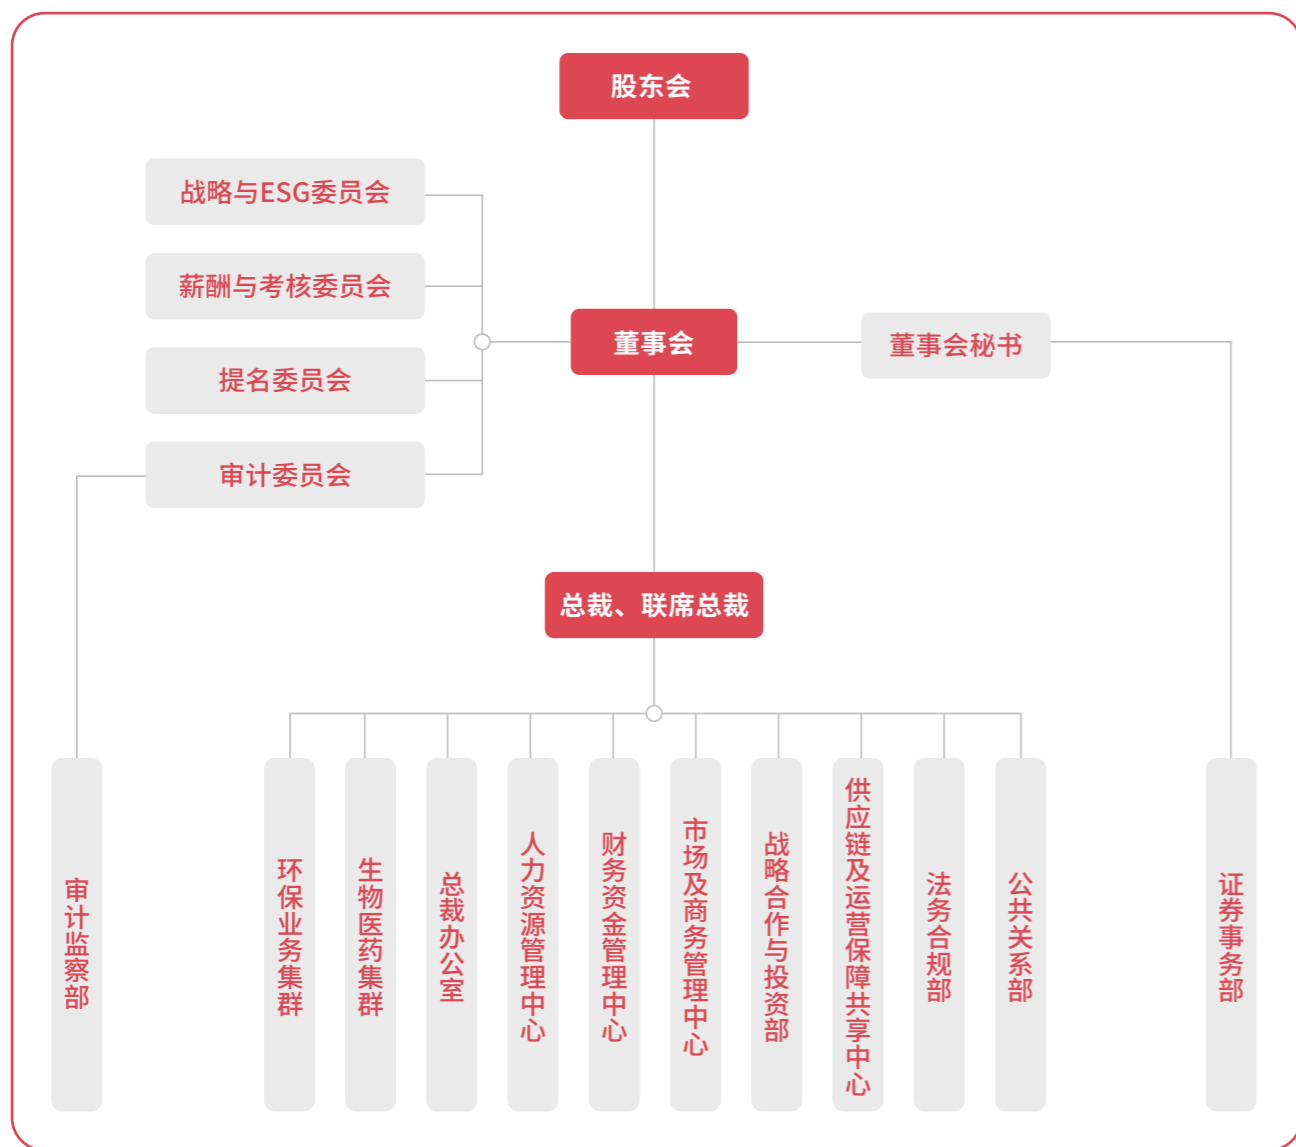 股东会
战略与ESG委员会
薪酬与考核委员会
董事会
董事会秘书
提名委员会
审计委员会
总裁、联席总裁
审计监察部
环保业务集群
生物医药集群
总裁办公室
人力资源管理中心
财务资金管理中心
市场及商务管理中心
战略合作与投资部
供应链及运营保障共享中心
法务合规部
公共关系部
证券事务部